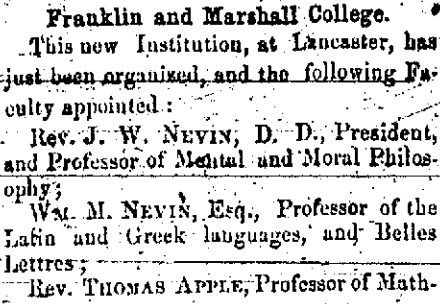 Franklin and Marshall College.
This new Institution, at Lancaster, has
just been organized, and the following Fa-
culty appointed :
Rev. J. W. NEVIN, D. D., President,
and Professor of Mental and Moral Philos-
ophy;
WM. M. NEVIN, Esq., Professor of the
Latin and Greek languages, and Belles
Lettres;
Rev. THOMAS APPLE, Professor of Math-